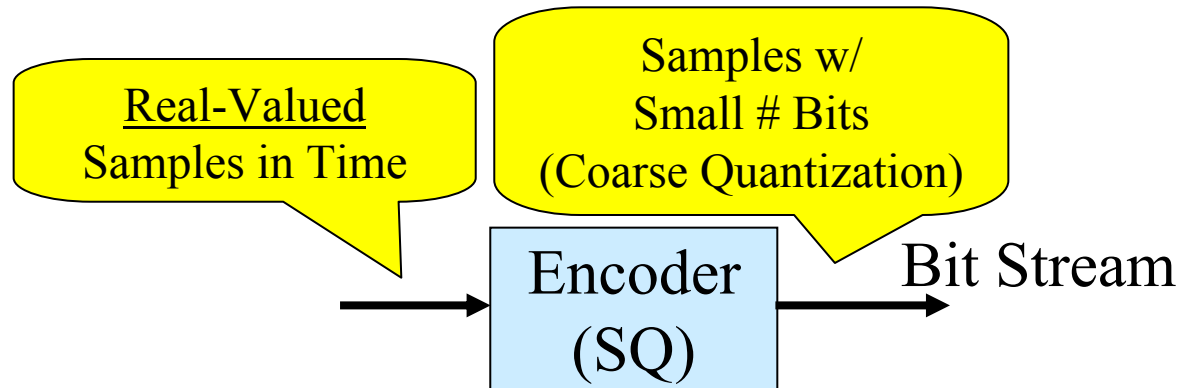 Real-Valued
Samples in Time
Samples w/
Small # Bits
(Coarse Quantization)
Encoder
(SQ)
Bit Stream